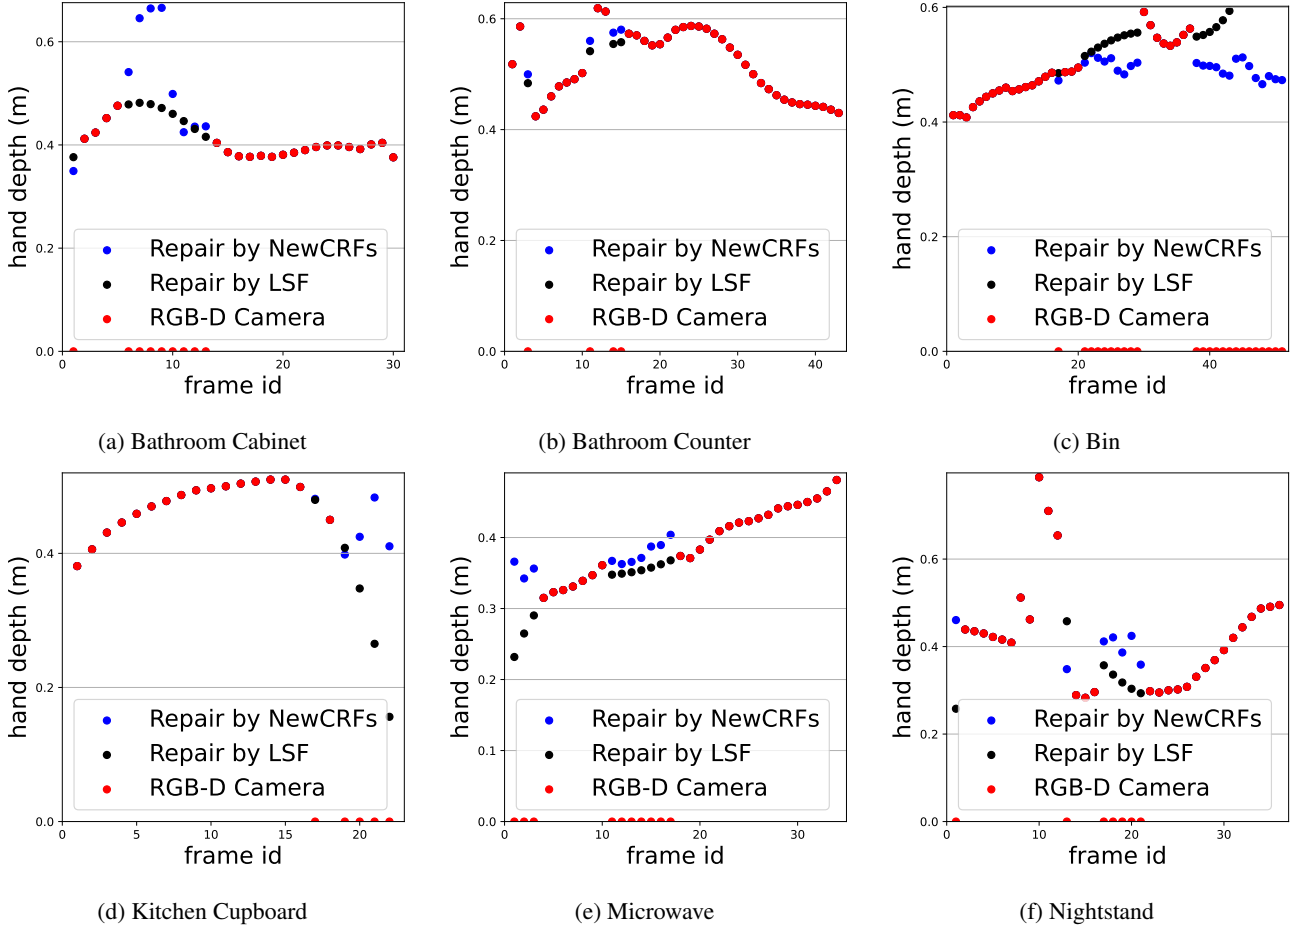 0.6
0.4
0.2
0.0
hand depth (m)
Repair by NewCRFs
Repair by LSF
RGB-D Camera
0 10 20 30
frame id
(a) Bathroom Cabinet
0.6
0.4
0.2
0.0
hand depth (m)
Repair by NewCRFs
Repair by LSF
RGB-D Camera
0 10 20 30 40
frame id
(b) Bathroom Counter
0.6
0.4
0.2
0.0
hand depth (m)
Repair by NewCRFs
Repair by LSF
RGB-D Camera
0 20 40
frame id
(c) Bin
0.4
0.2
0.0
hand depth (m)
Repair by NewCRFs
Repair by LSF
RGB-D Camera
0 5 10 15 20
frame id
(d) Kitchen Cupboard
0.4
0.3
0.2
0.1
0.0
hand depth (m)
Repair by NewCRFs
Repair by LSF
RGB-D Camera
0 10 20 30
frame id
(e) Microwave
0.6
0.4
0.2
0.0
hand depth (m)
Repair by NewCRFs
Repair by LSF
RGB-D Camera
0 10 20 30
frame id
(f) Nightstand